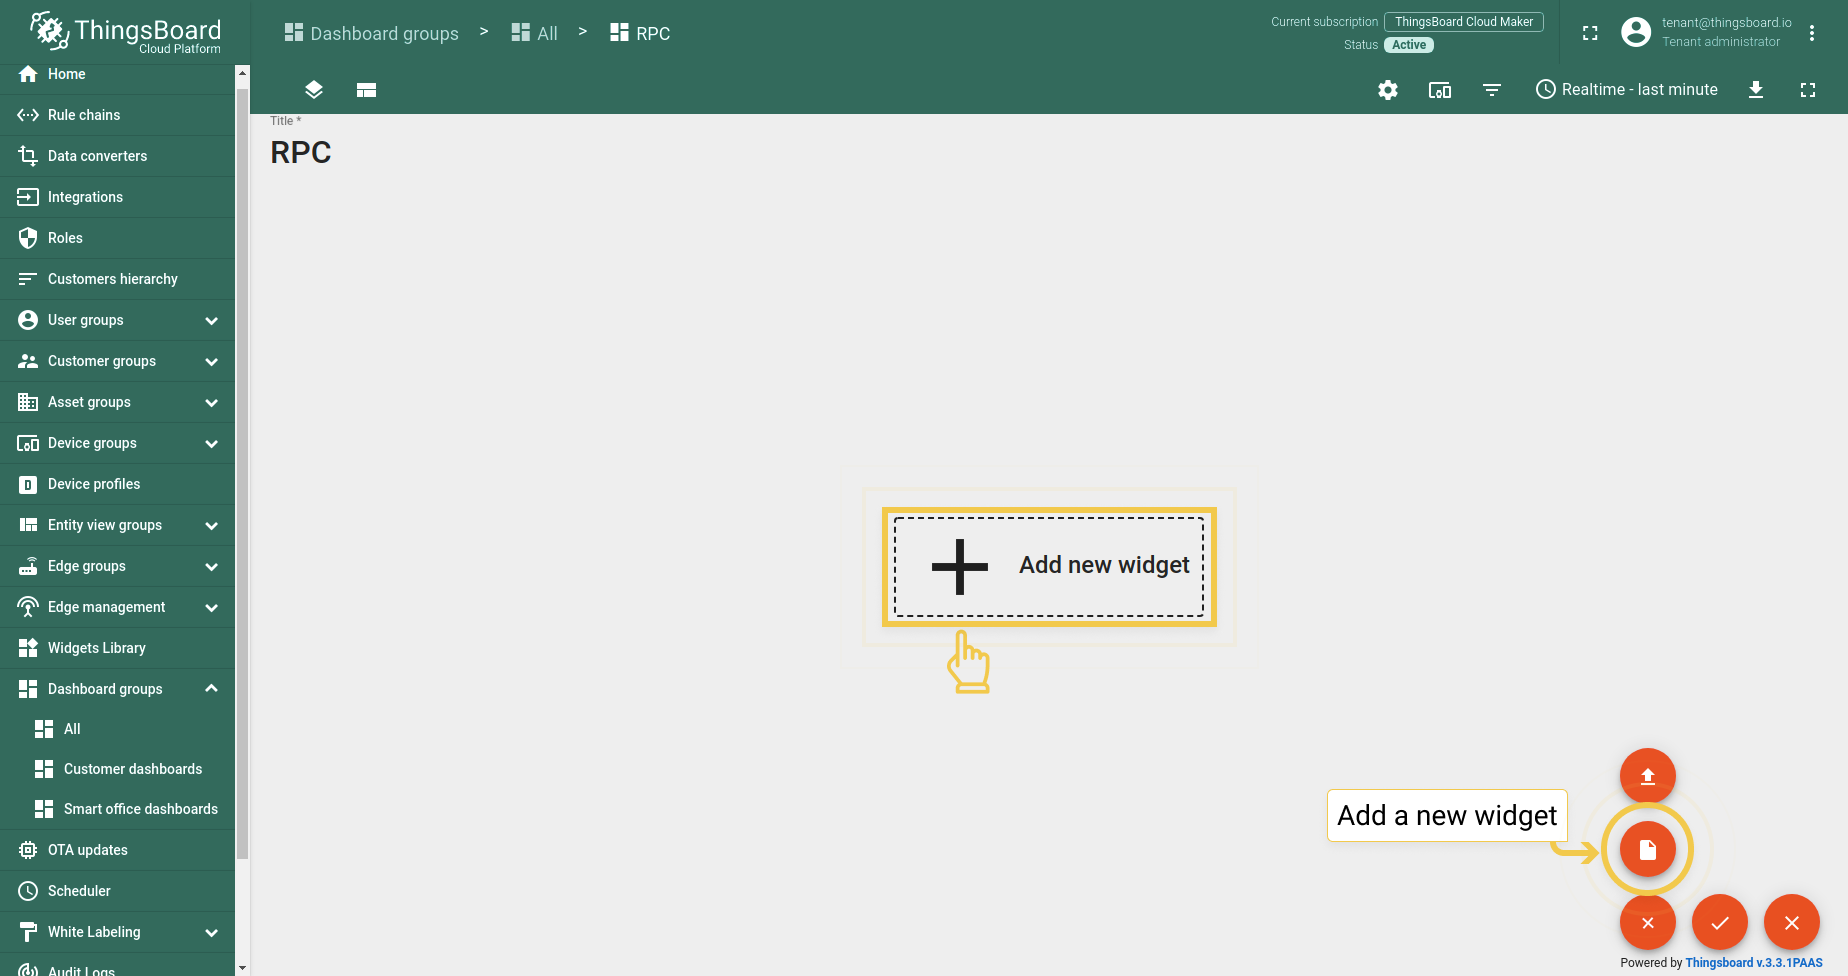 ThingsBoard
Cloud Platform
Dashboard groups > All > RPC
Current subscription ThingsBoard Cloud Maker
Status Active
tenant@thingsboard.io
Tenant administrator
Realtime - last minute
Home
Rule chains
Data converters
Integrations
Roles
Customers hierarchy
User groups
Customer groups
Asset groups
Device groups
Device profiles
Entity view groups
Edge groups
Edge management
Widgets Library
Dashboard groups
All
Customer dashboards
Smart office dashboards
OTA updates
Scheduler
White Labeling
Audit Logs
Title *
RPC
Add new widget
Add a new widget
Powered by Thingsboard v.3.3.1PAAS